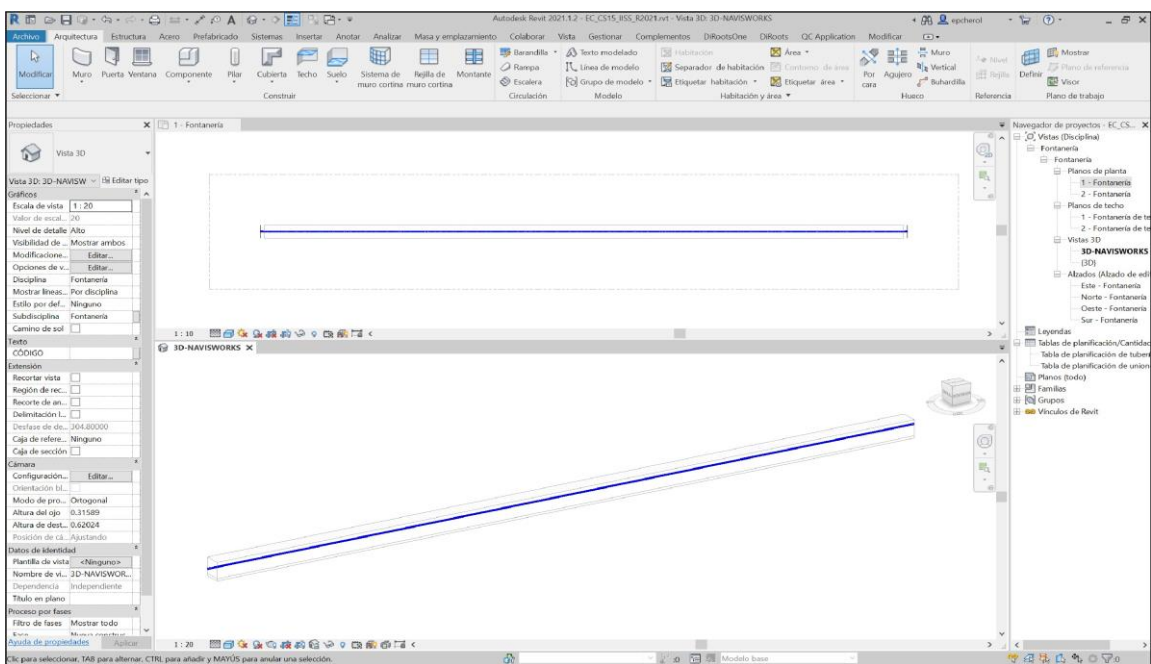 Autodesk Revit 2021.1.2 - EC_CS15_IISS_R2021.rvt - Vista 3D: 3D-NAVISWORKS
epcherol
Archivo Arquitectura Estructura Acero Prefabricado Sistemas Insertar Anotar Analizar Masa y emplazamiento Colaborar Vista Gestionar Complementos DiRootsOne DiRoots QC Application Modificar
Modificar
Muro Puerta Ventana Componente Pilar Cubierta Techo Suelo Sistema de muro cortina Rejilla de muro cortina Montante
Barandilla
Rampa
Escalera
Texto modelado
Línea de modelo
Grupo de modelo
Habitación
Separador de habitación
Etiquetar habitación
Área
Contorno de área
Etiquetar área
Por cara
Agujero
Muro
Vertical
Buhardilla
Nivel
Rejilla
Definir
Mostrar
Plano de referencia
Visor
Seleccionar Construir Circulación Modelo Habitación y área Hueco Referencia Plano de trabajo
Propiedades
Vista 3D
Vista 3D: 3D-NAVISW Editar tipo
Gráficos
Escala de vista 1 : 20
Valor de escal... 20
Nivel de detalle Alto
Visibilidad de ... Mostrar ambos
Modificacione... Editar...
Opciones de v... Editar...
Disciplina Fontanería
Mostrar líneas... Por disciplina
Estilo por def... Ninguno
Subdisciplina Fontanería
Camino de sol
Texto
CÓDIGO
Extensión
Recortar vista
Región de rec...
Recorte de an...
Delimitación l...
Desfase de de... 304.80000
Caja de refere... Ninguno
Caja de sección
Cámara
Configuración... Editar...
Orientación bl...
Modo de pro... Ortogonal
Altura del ojo 0.31589
Altura de dest... 0.62024
Posición de cá... Ajustando
Datos de identidad
Plantilla de vista <Ninguno>
Nombre de vi... 3D-NAVISWOR...
Dependencia Independiente
Título en plano
Proceso por fases
Filtro de fases Mostrar todo
Ayuda de propiedades Aplicar
1 - Fontanería
1 : 10
3D-NAVISWORKS
1 : 20
Navegador de proyectos - EC_CS...
Vistas (Disciplina)
Fontanería
Fontanería
Planos de planta
1 - Fontanería
2 - Fontanería
Planos de techo
1 - Fontanería de te
2 - Fontanería de te
Vistas 3D
3D-NAVISWORKS
{3D}
Alzados (Alzado de edi
Este - Fontanería
Norte - Fontanería
Oeste - Fontanería
Sur - Fontanería
Leyendas
Tablas de planificación/Cantidac
Tabla de planificación de tuber
Tabla de planificación de union
Planos (todo)
Familias
Grupos
Vínculos de Revit
Clic para seleccionar, TAB para alternar, CTRL para añadir y MAYÚS para anular una selección.
:0
Modelo base
:0